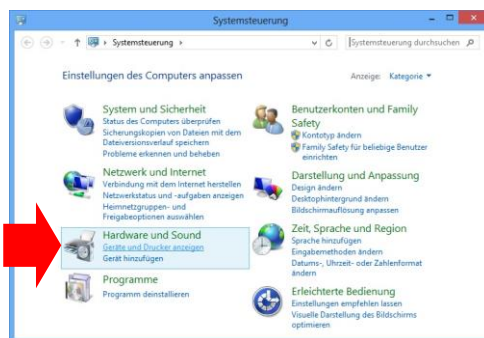 Systemsteuerung
Systemsteuerung
Systemsteuerung durchsuchen
Einstellungen des Computers anpassen
Anzeige: Kategorie
System und Sicherheit
Status des Computers überprüfen
Sicherungskopien von Dateien mit dem
Dateiversionsverlauf speichern
Probleme erkennen und beheben
Netzwerk und Internet
Verbindung mit dem Internet herstellen
Netzwerkstatus und -aufgaben anzeigen
Heimnetzgruppen- und
Freigabeoptionen auswählen
Hardware und Sound
Geräte und Drucker anzeigen
Gerät hinzufügen
Programme
Programm deinstallieren
Benutzerkonten und Family
Safety
Kontotyp ändern
Family Safety für beliebige Benutzer
einrichten
Darstellung und Anpassung
Design ändern
Desktophintergrund ändern
Bildschirmauflösung anpassen
Zeit, Sprache und Region
Sprache hinzufügen
Eingabemethoden ändern
Datums-, Uhrzeit- oder Zahlenformat
ändern
Erleichterte Bedienung
Einstellungen empfehlen lassen
Visuelle Darstellung des Bildschirms
optimieren